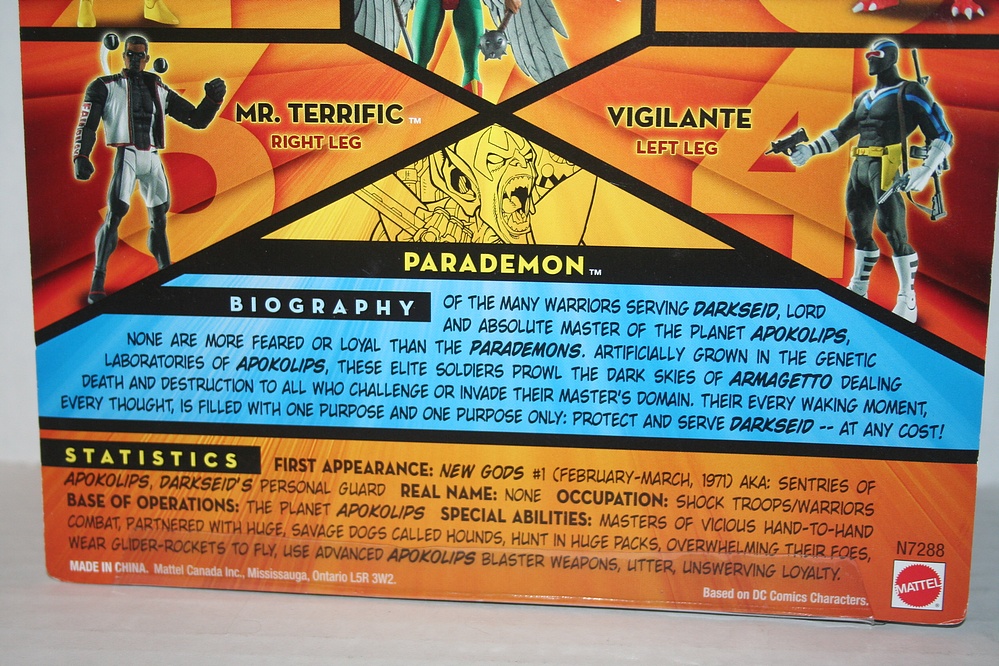 MR. TERRIFIC™
RIGHT LEG
VIGILANTE
LEFT LEG
PARADEMON™
BIOGRAPHY
OF THE MANY WARRIORS SERVING DARKSEID, LORD
AND ABSOLUTE MASTER OF THE PLANET APOKOLIPS,
NONE ARE MORE FEARED OR LOYAL THAN THE PARADEMONS. ARTIFICIALLY GROWN IN THE GENETIC
LABORATORIES OF APOKOLIPS, THESE ELITE SOLDIERS PROWL THE DARK SKIES OF ARMAGETTO DEALING
DEATH AND DESTRUCTION TO ALL WHO CHALLENGE OR INVADE THEIR MASTER'S DOMAIN. THEIR EVERY WAKING MOMENT,
EVERY THOUGHT, IS FILLED WITH ONE PURPOSE AND ONE PURPOSE ONLY: PROTECT AND SERVE DARKSEID -- AT ANY COST!
STATISTICS
FIRST APPEARANCE: NEW GODS #1 (FEBRUARY-MARCH, 1971) AKA: SENTRIES OF
APOKOLIPS, DARKSEID'S PERSONAL GUARD REAL NAME: NONE OCCUPATION: SHOCK TROOPS/WARRIORS
BASE OF OPERATIONS: THE PLANET APOKOLIPS SPECIAL ABILITIES: MASTERS OF VICIOUS HAND-TO-HAND
COMBAT, PARTNERED WITH HUGE, SAVAGE DOGS CALLED HOUNDS, HUNT IN HUGE PACKS, OVERWHELMING THEIR FOES,
WEAR GLIDER-ROCKETS TO FLY, USE ADVANCED APOKOLIPS BLASTER WEAPONS, UTTER, UNSWERVING LOYALTY.
MADE IN CHINA. Mattel Canada Inc., Mississauga, Ontario L5R 3W2.
Based on DC Comics Characters.
N7288
MATTEL®